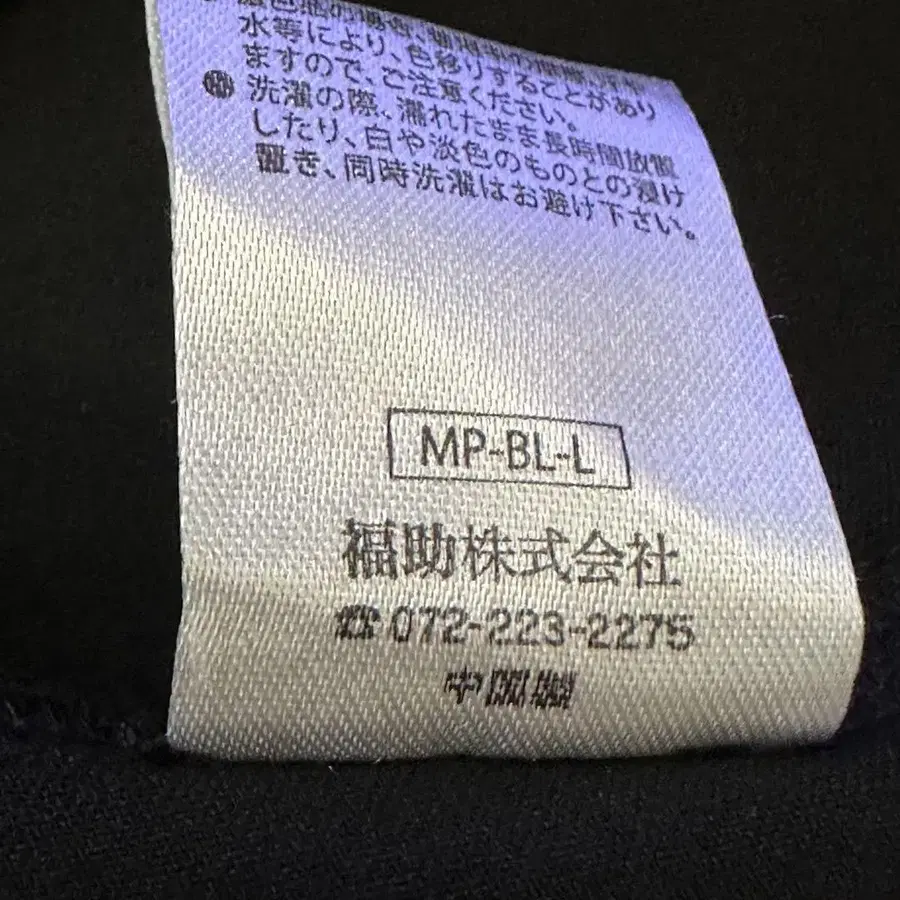 水等により、色移りすることがあり
ますので、ご注意ください。
● 洗濯の際、濡れたまま長時間放置
したり、白や淡色のものとの浸け
置き、同時洗濯はお避け下さい。
MP-BL-L
福助株式会社
☎072-223-2275
中国製